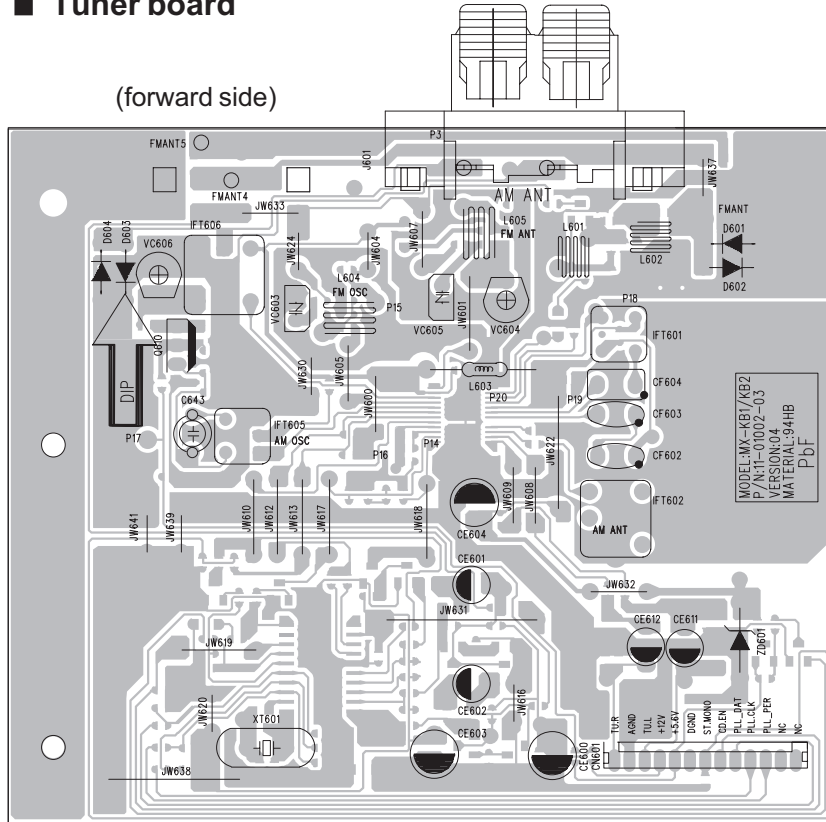 ■ Tuner board
(forward side)
P3
FMANT5
J601
JW637
FMANT4
AM ANT
JW633
FMANT
D604
D603
IFT606
L605
FM ANT
L601
D601
VC606
JW624
JW604
JW607
L602
L604
FM OSC
D602
VC603
P15
VC605
JW601
VC604
P18
Q610
IFT601
JW630
JW605
L603
DIP
CF604
JW600
P20
P19
C643
CF603
IFT605
AM OSC
P17
P16
P14
JW622
CF602
MODEL:MX-KB1/KB2
P/N:11-01002-03
VERSION:04
MATERIAL:94HB
PbF
IFT602
JW641
JW639
JW610
JW612
JW613
JW617
JW618
JW609
JW608
AM ANT
CE604
CE601
JW632
JW631
CE612
CE611
JW619
ZD601
JW620
CE602
JW616
XT601
CE603
TU.R
AGND
TU.L
+12V
+5.6V
DGND
ST.MONO
CD.EN
PLL_DAT
PLL.CLK
PLL_PER
NC
NC
CE600
CN601
JW638